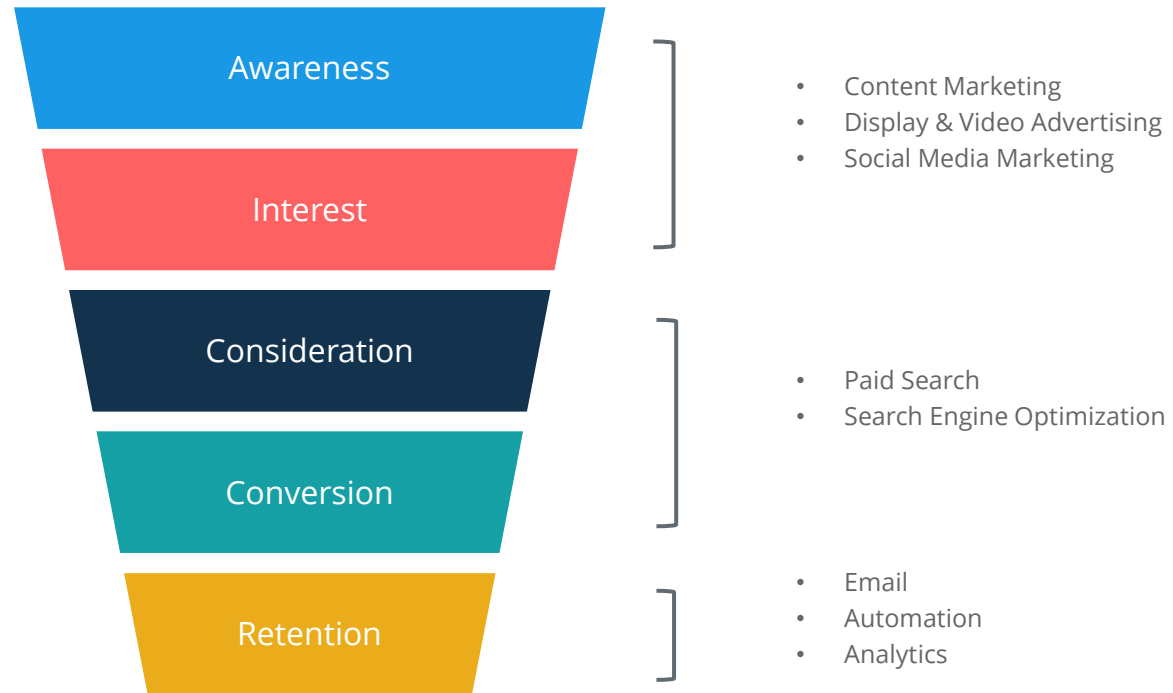 Awareness
Interest
Consideration
Conversion
Retention
• Content Marketing
• Display & Video Advertising
• Social Media Marketing
• Paid Search
• Search Engine Optimization
• Email
• Automation
• Analytics